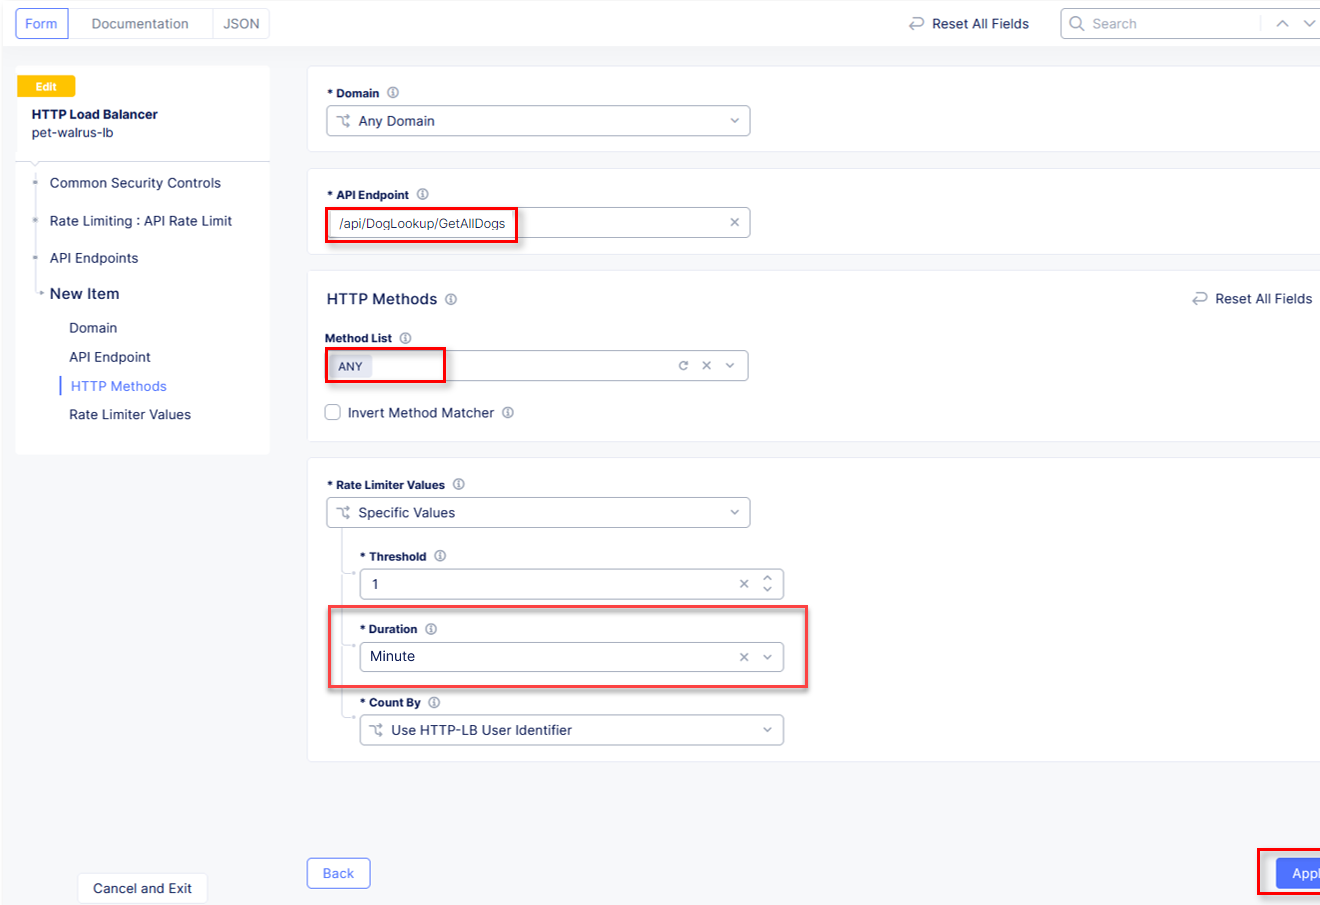 Form Documentation JSON Reset All Fields Search
Edit
HTTP Load Balancer
pet-walrus-lb
Common Security Controls
Rate Limiting : API Rate Limit
API Endpoints
New Item
Domain
API Endpoint
HTTP Methods
Rate Limiter Values
* Domain
Any Domain
* API Endpoint
/api/DogLookup/GetAllDogs
HTTP Methods Reset All Fields
Method List
ANY
Invert Method Matcher
* Rate Limiter Values
Specific Values
* Threshold
1
* Duration
Minute
* Count By
Use HTTP-LB User Identifier
Back Appl
Cancel and Exit